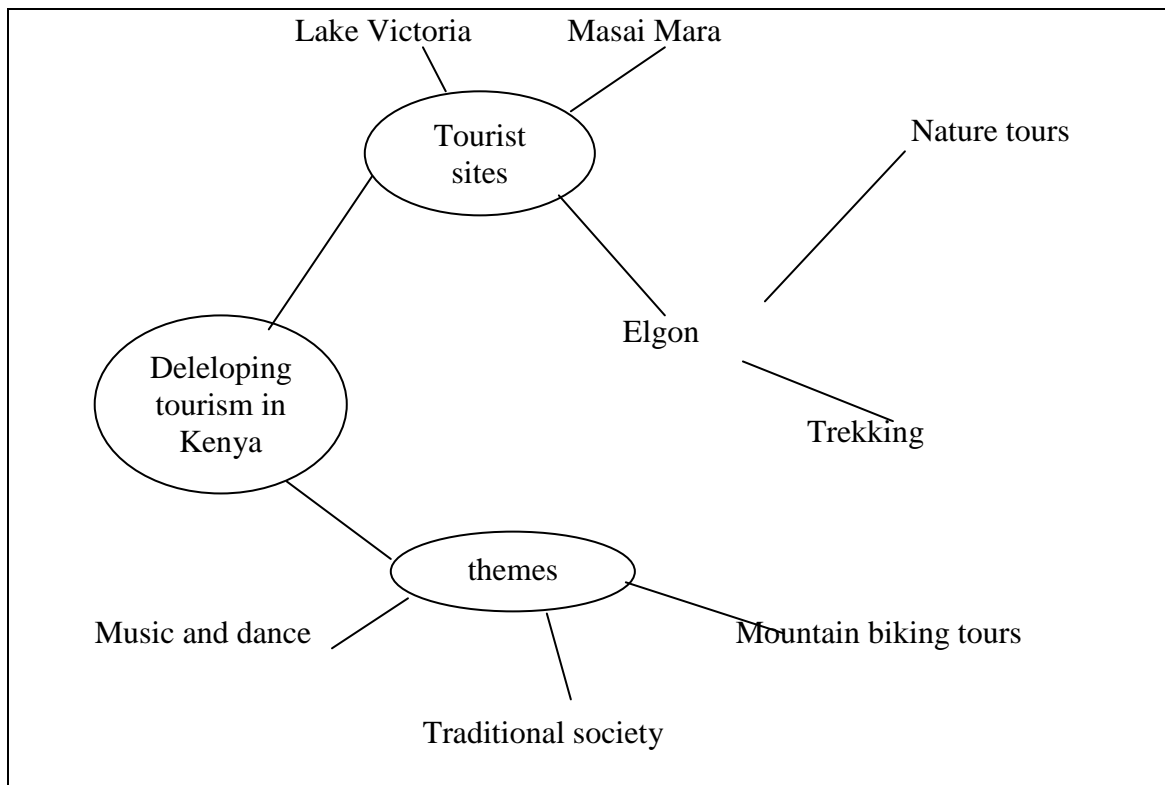 Lake Victoria
Masai Mara
Tourist
sites
Nature tours
Elgon
Deleloping
tourism in
Kenya
Trekking
themes
Music and dance
Mountain biking tours
Traditional society